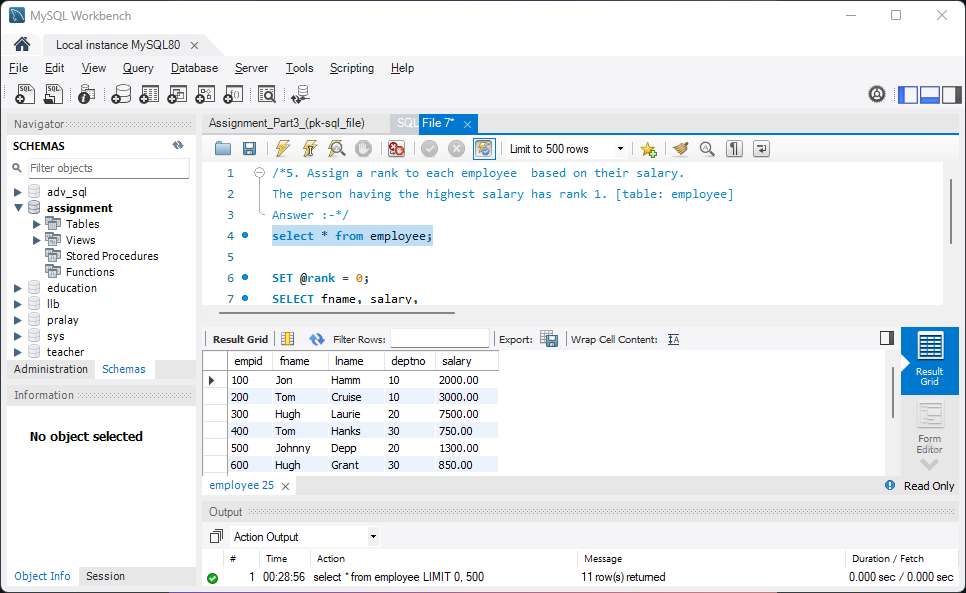 MySQL Workbench
Local instance MySQL80
File Edit View Query Database Server Tools Scripting Help
Navigator
SCHEMAS
Filter objects
adv_sql
assignment
Tables
Views
Stored Procedures
Functions
education
llb
pralay
sys
teacher
Administration Schemas
Information
No object selected
Object Info Session
Assignment_Part3_(pk-sql_file) SQL File 7*
Limit to 500 rows
1 /*5. Assign a rank to each employee  based on their salary.
2 The person having the highest salary has rank 1. [table: employee]
3 Answer :-*/
4 select * from employee;
5
6 SET @rank = 0;
7 SELECT fname, salary,
Result Grid Filter Rows: Export: Wrap Cell Content:
empid fname lname deptno salary
100 Jon Hamm 10 2000.00
200 Tom Cruise 10 3000.00
300 Hugh Laurie 20 7500.00
400 Tom Hanks 30 750.00
500 Johnny Depp 20 1300.00
600 Hugh Grant 30 850.00
Result
Grid
Form
Editor
employee 25
Read Only
Output
Action Output
# Time Action Message Duration / Fetch
1 00:28:56 select * from employee LIMIT 0, 500 11 row(s) returned 0.000 sec / 0.000 sec